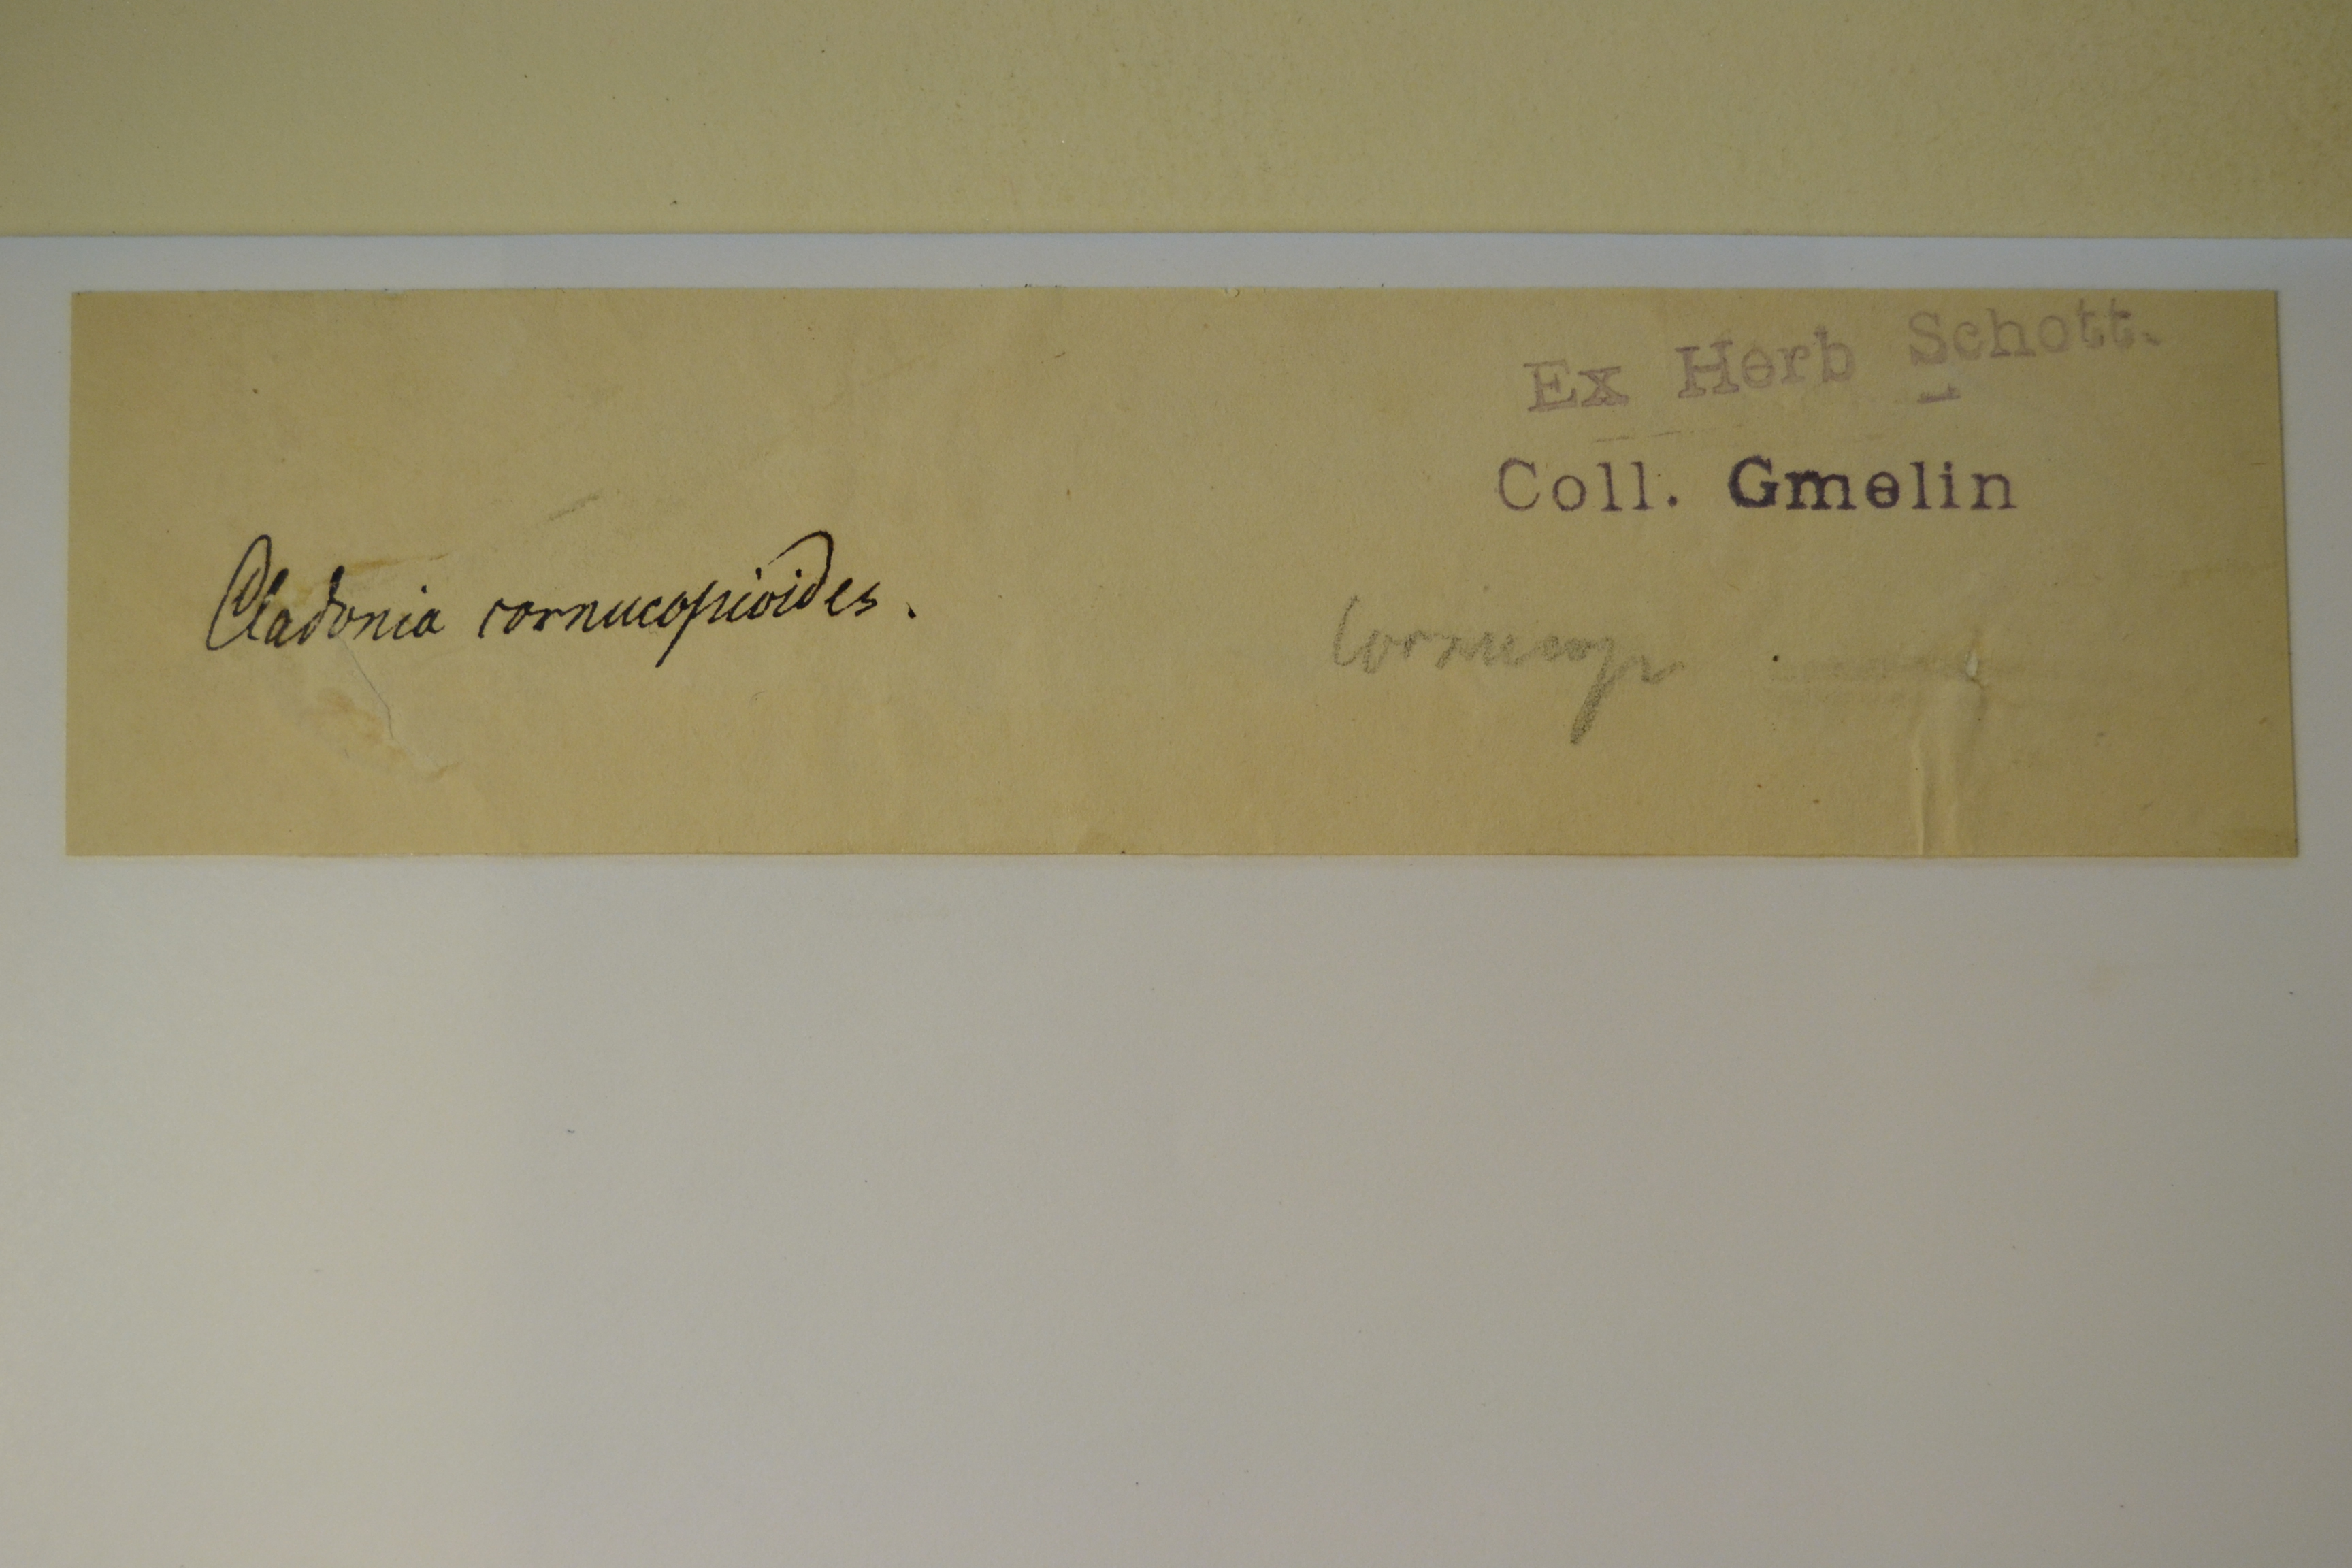 Ex Herb Schott.
Coll. Gmelin
Cladonia cornucopioides.
Cornucop